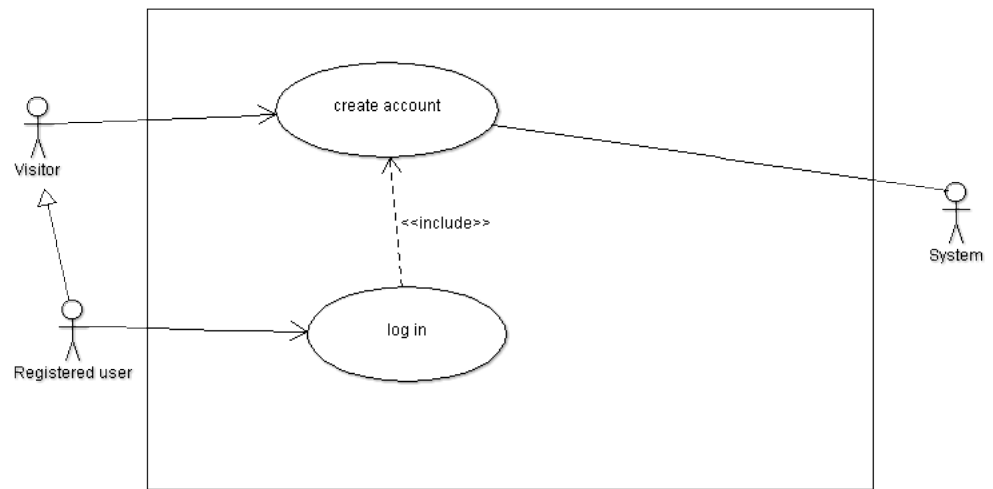 create account
Visitor
<<include>>
System
log in
Registered user